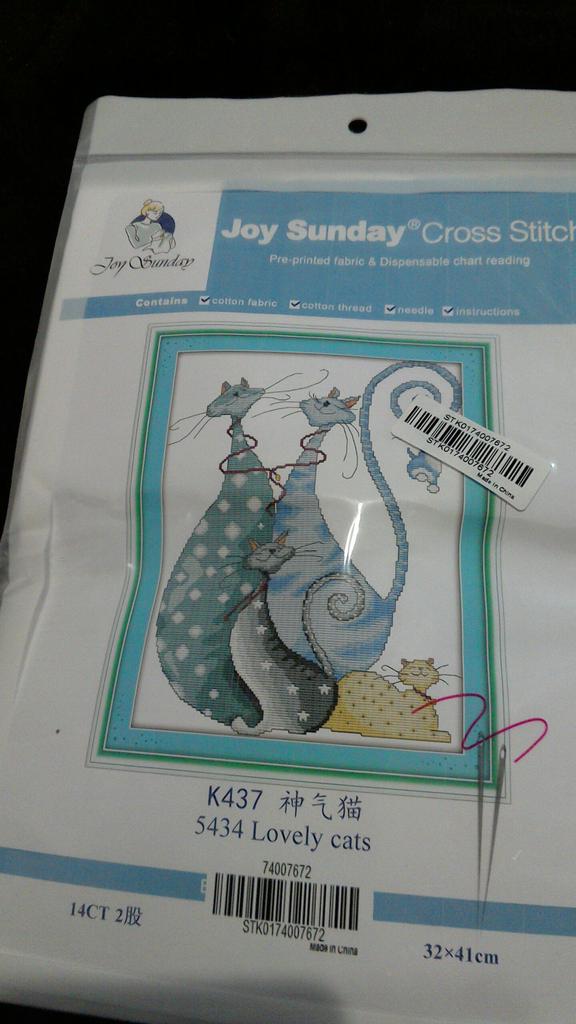 Joy Sunday® Cross Stitch
Joy Sunday
Pre-printed fabric & Dispensable chart reading
Contains cotton fabric cotton thread needle instructions
STK0174007672
STK0174007672
Made in China
K437 神气猫
5434 Lovely cats
74007672
STK0174007672
Made in China
14CT 2股
32×41cm